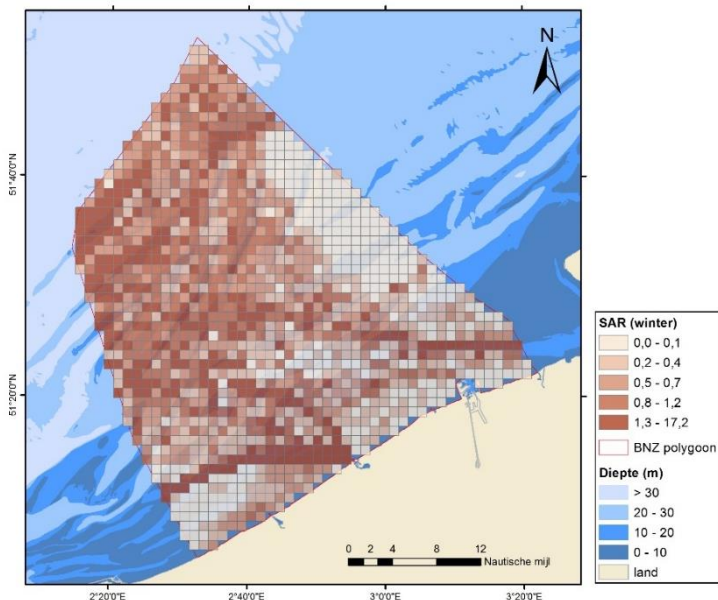 N
51°40'0"N
51°20'0"N
2°20'0"E
2°40'0"E
3°0'0"E
3°20'0"E
0 2 4 8 12
Nautische mijl
SAR (winter)
0,0 - 0,1
0,2 - 0,4
0,5 - 0,7
0,8 - 1,2
1,3 - 17,2
BNZ polygoon
Diepte (m)
> 30
20 - 30
10 - 20
0 - 10
land